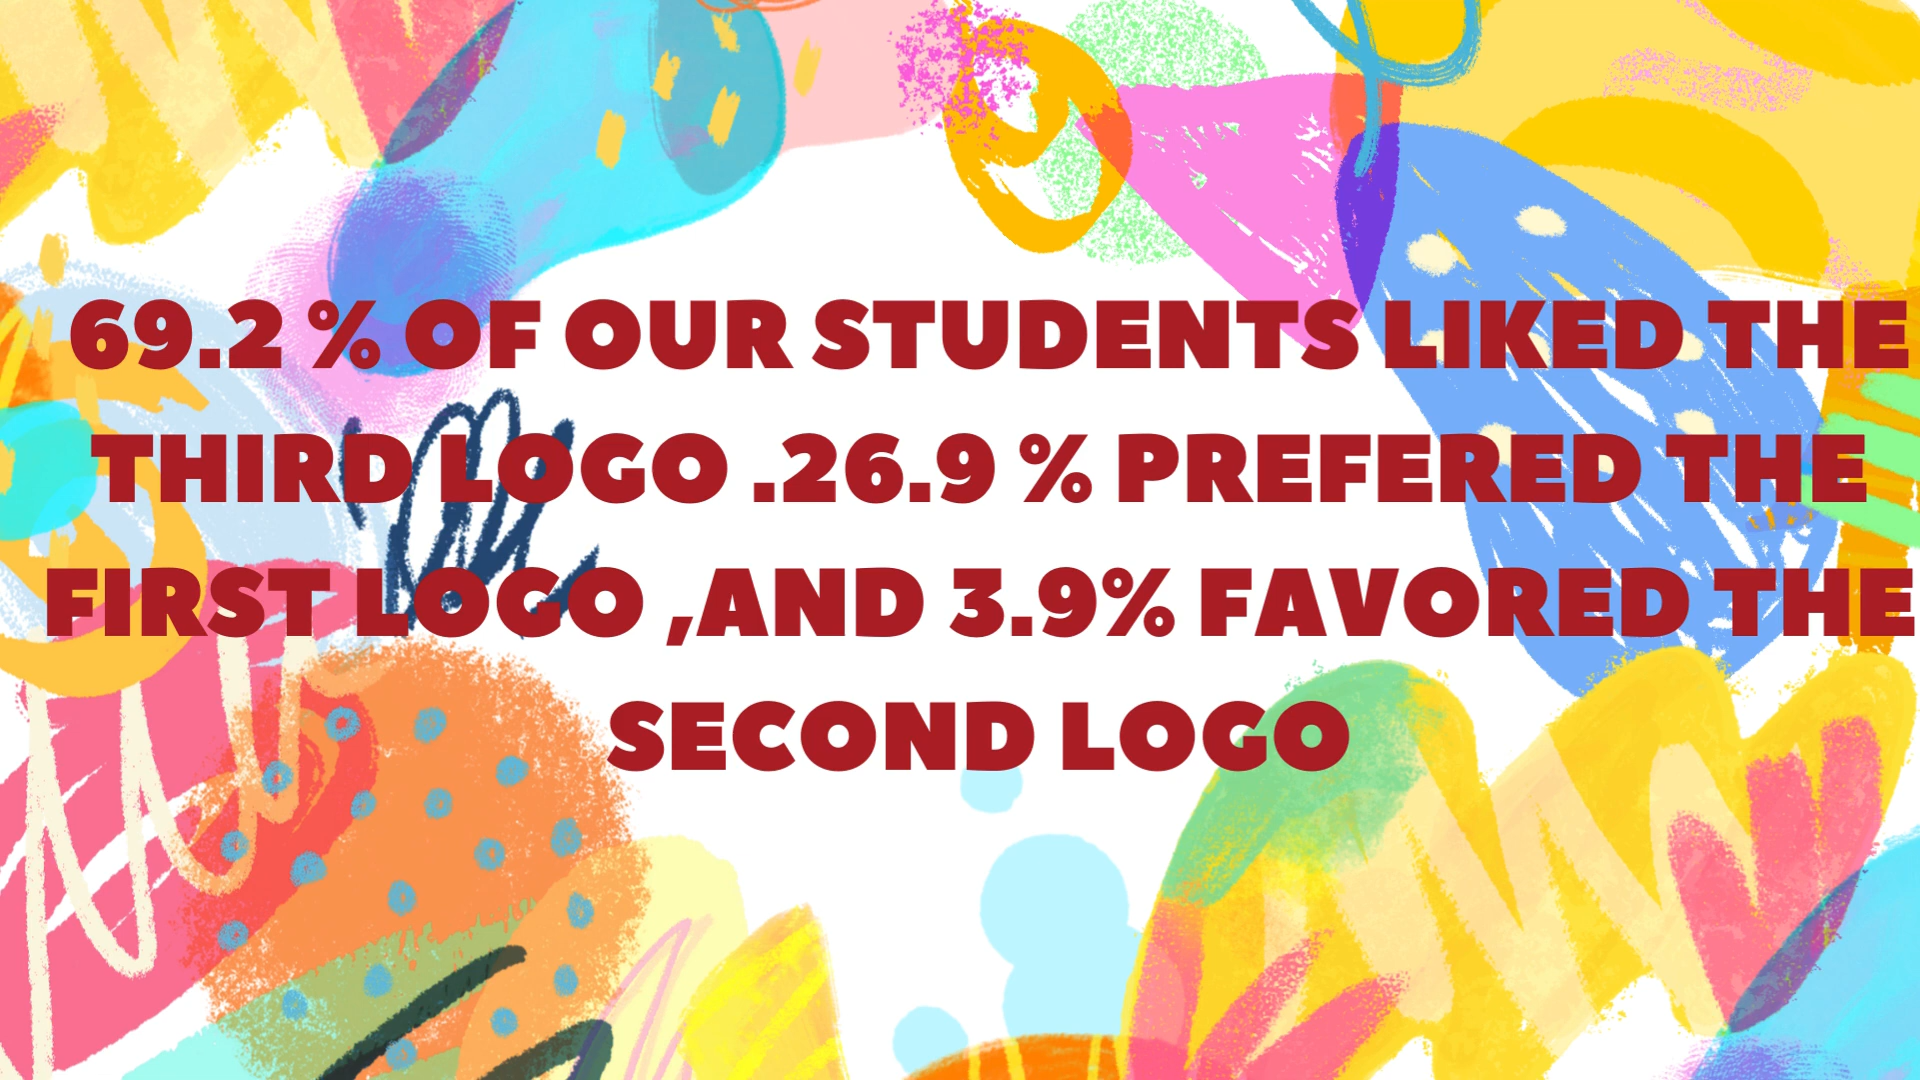 69.2 % OF OUR STUDENTS LIKED THE
THIRD LOGO .26.9 % PREFERED THE
FIRST LOGO ,AND 3.9% FAVORED THE
SECOND LOGO